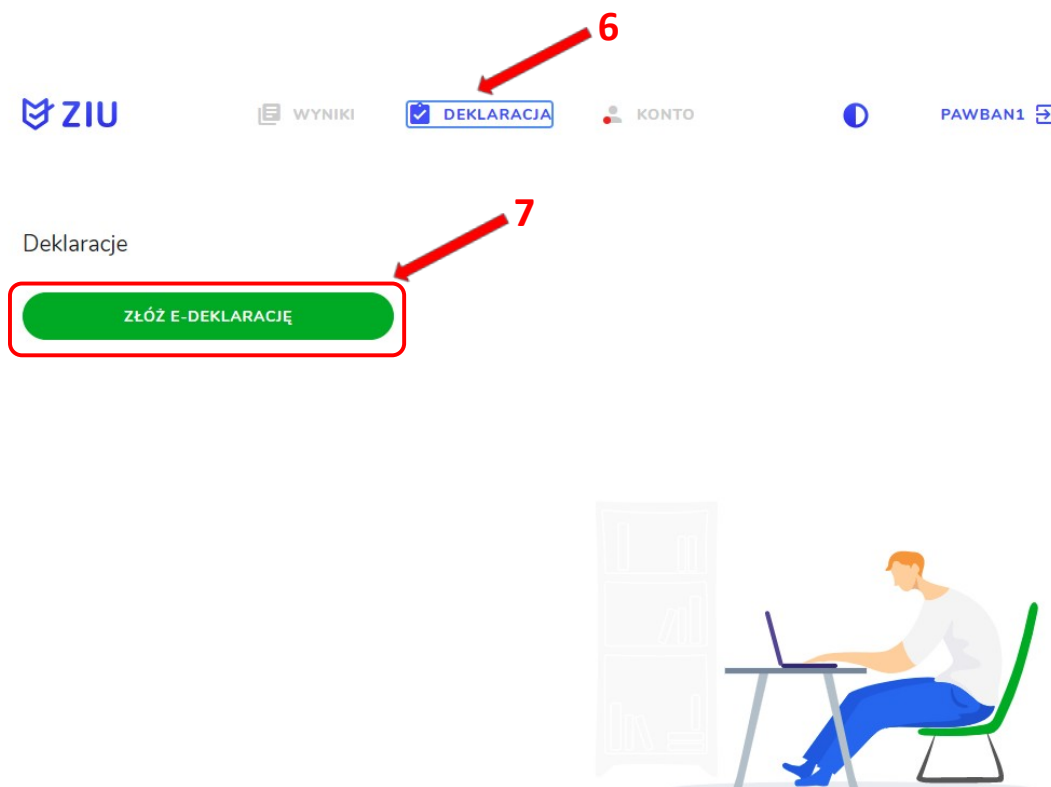 6
ZIU WYNIKI DEKLARACJA KONTO PAWBAN1
7
Deklaracje
ZŁÓŻ E-DEKLARACJĘ